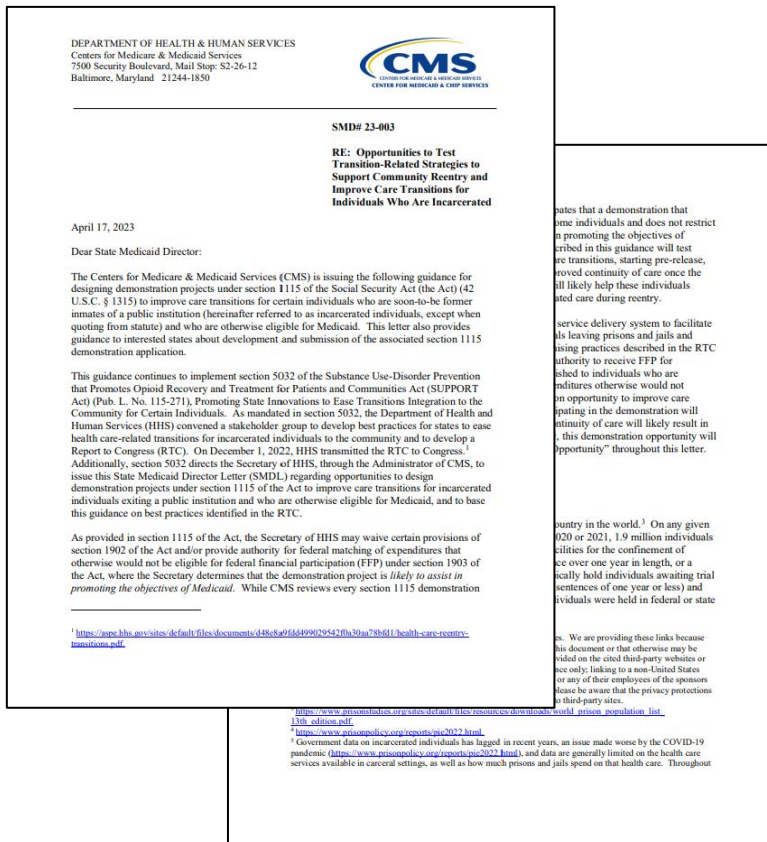 DEPARTMENT OF HEALTH & HUMAN SERVICES
Centers for Medicare & Medicaid Services
7500 Security Boulevard, Mail Stop: S2-26-12
Baltimore, Maryland 21244-1850
CMS
CENTERS FOR MEDICARE & MEDICAID SERVICES
CENTER FOR MEDICAID & CHIP SERVICES
SMD# 23-003
RE: Opportunities to Test
Transition-Related Strategies to
Support Community Reentry and
Improve Care Transitions for
Individuals Who Are Incarcerated
April 17, 2023
Dear State Medicaid Director:
The Centers for Medicare & Medicaid Services (CMS) is issuing the following guidance for
designing demonstration projects under section 1115 of the Social Security Act (the Act) (42
U.S.C. § 1315) to improve care transitions for certain individuals who are soon-to-be former
inmates of a public institution (hereinafter referred to as incarcerated individuals, except when
quoting from statute) and who are otherwise eligible for Medicaid. This letter also provides
guidance to interested states about development and submission of the associated section 1115
demonstration application.
This guidance continues to implement section 5032 of the Substance Use-Disorder Prevention
that Promotes Opioid Recovery and Treatment for Patients and Communities Act (SUPPORT
Act) (Pub. L. No. 115-271), Promoting State Innovations to Ease Transitions Integration to the
Community for Certain Individuals. As mandated in section 5032, the Department of Health and
Human Services (HHS) convened a stakeholder group to develop best practices for states to ease
health care-related transitions for incarcerated individuals to the community and to develop a
Report to Congress (RTC). On December 1, 2022, HHS transmitted the RTC to Congress.1
Additionally, section 5032 directs the Secretary of HHS, through the Administrator of CMS, to
issue this State Medicaid Director Letter (SMDL) regarding opportunities to design
demonstration projects under section 1115 of the Act to improve care transitions for incarcerated
individuals exiting a public institution and who are otherwise eligible for Medicaid, and to base
this guidance on best practices identified in the RTC.
As provided in section 1115 of the Act, the Secretary of HHS may waive certain provisions of
section 1902 of the Act and/or provide authority for federal matching of expenditures that
otherwise would not be eligible for federal financial participation (FFP) under section 1903 of
the Act, where the Secretary determines that the demonstration project is likely to assist in
promoting the objectives of Medicaid. While CMS reviews every section 1115 demonstration
1 https://aspe.hhs.gov/sites/default/files/documents/d48e8a9fdd499029542f0a30aa78bfd1/health-care-reentry-
transitions.pdf.
pates that a demonstration that
ome individuals and does not restrict
n promoting the objectives of
cribed in this guidance will test
re transitions, starting pre-release,
proved continuity of care once the
ill likely help these individuals
ated care during reentry.
service delivery system to facilitate
als leaving prisons and jails and
ising practices described in the RTC
uthority to receive FFP for
ished to individuals who are
nditures otherwise would not
on opportunity to improve care
ipating in the demonstration will
ntinuity of care will likely result in
, this demonstration opportunity will
Opportunity” throughout this letter.
ountry in the world.3 On any given
020 or 2021, 1.9 million individuals
cilities for the confinement of
ce over one year in length, or a
ically hold individuals awaiting trial
sentences of one year or less) and
ividuals were held in federal or state
es. We are providing these links because
his document or that otherwise may be
vided on the cited third-party websites or
nce only; linking to a non-United States
or any of their employees of the sponsors
please be aware that the privacy protections
o third-party sites.
https://www.prisonstudies.org/sites/default/files/resources/downloads/world_prison_population_list_
13th_edition.pdf.
4 https://www.prisonpolicy.org/reports/pie2022.html.
5 Government data on incarcerated individuals has lagged in recent years, an issue made worse by the COVID-19
pandemic (https://www.prisonpolicy.org/reports/pie2022.html), and data are generally limited on the health care
services available in carceral settings, as well as how much prisons and jails spend on that health care. Throughout